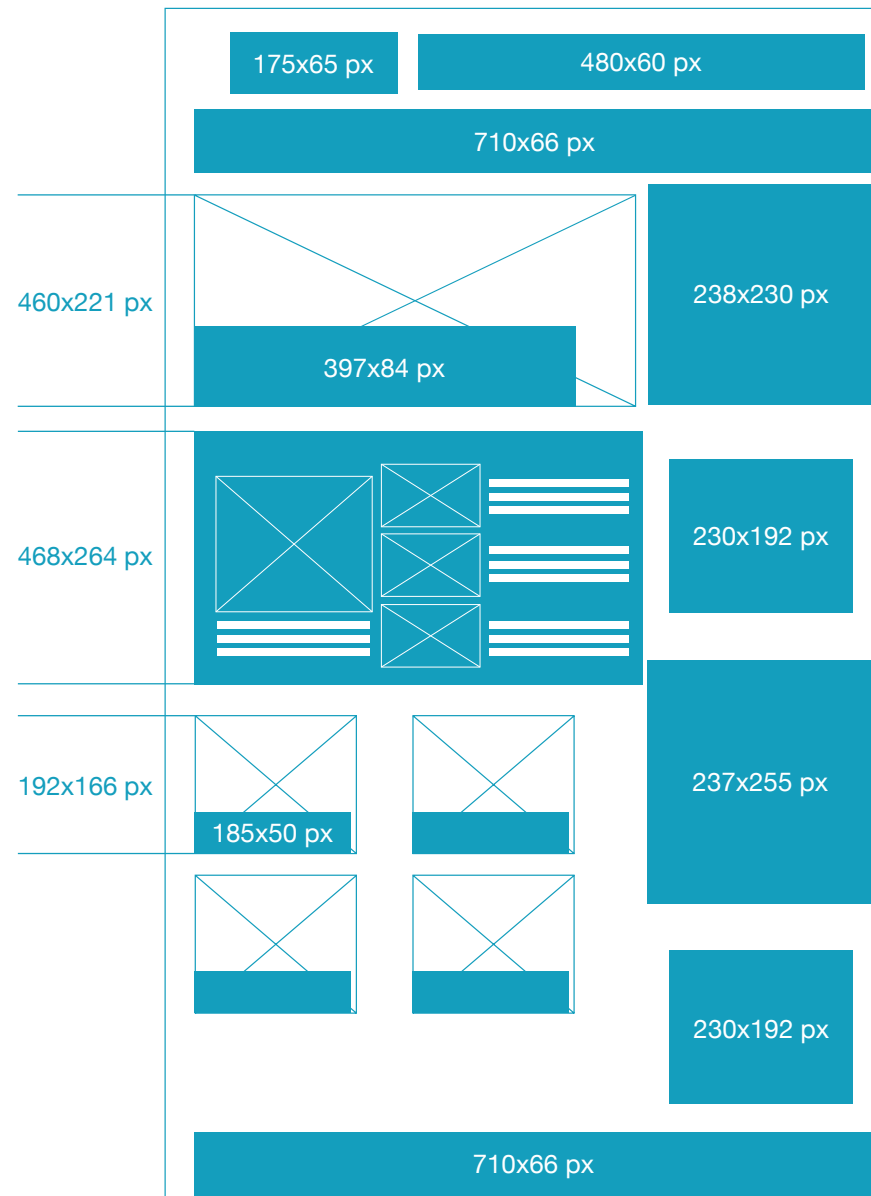 175x65 px
480x60 px
710x66 px
460x221 px
397x84 px
238x230 px
468x264 px
230x192 px
192x166 px
185x50 px
237x255 px
230x192 px
710x66 px